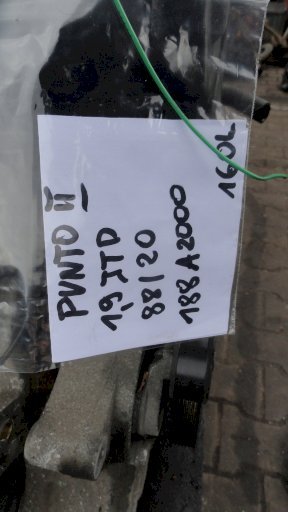 PUNTO II
1,9 JTD
88/20
188A2000
160L